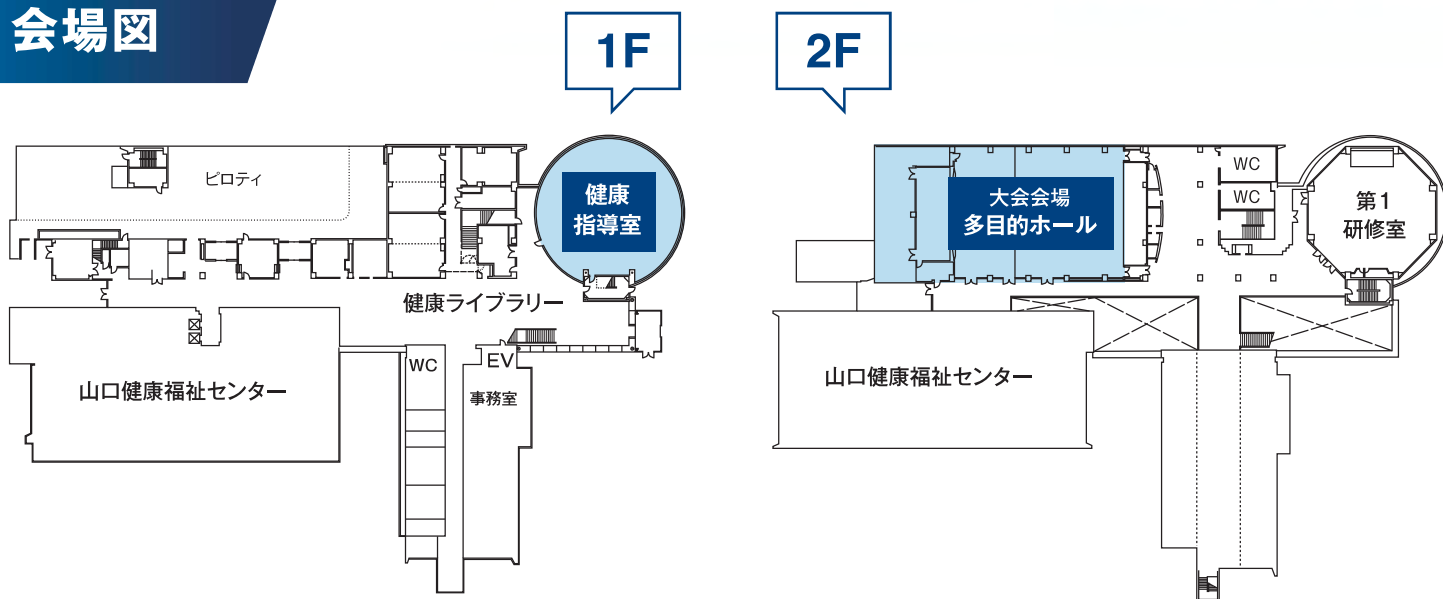 会場図
1F
ピロティ
健康
指導室
健康ライブラリー
WC
EV
事務室
山口健康福祉センター
2F
大会会場
多目的ホール
WC
WC
第1
研修室
山口健康福祉センター